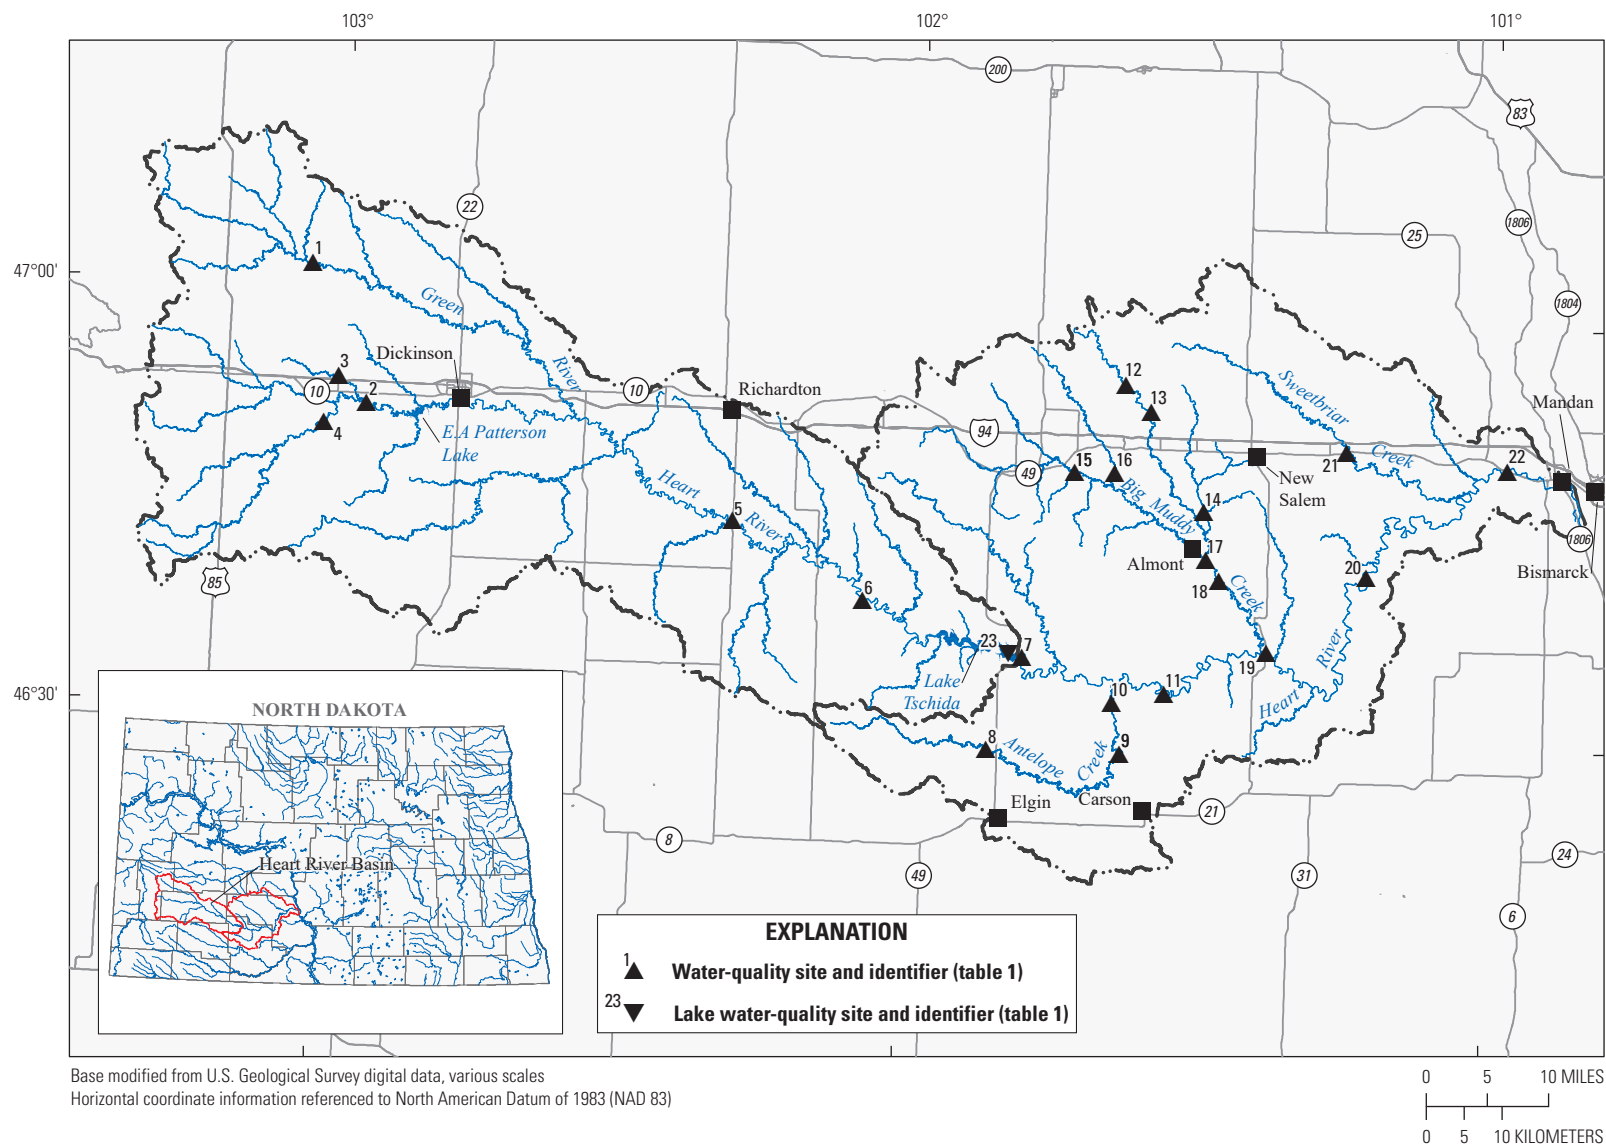 103°
102°
101°
200
83
22
1806
25
47°00'
1
Green
1804
River
Dickinson
3
2
10
10
Richardton
12
13
Sweetbriar
Mandan
4
E.A Patterson
Lake
94
49
15
16
21
Creek
22
New
Salem
Heart
River
5
Big Muddy
14
17
Almont
18
Creek
20
1806
Bismarck
85
6
23
7
19
River
Heart
46°30'
Lake
Tschida
10
11
8
Antelope
Creek
9
Elgin
Carson
21
8
49
31
24
6
NORTH DAKOTA
Heart River Basin
EXPLANATION
1
Water-quality site and identifier (table 1)
23
Lake water-quality site and identifier (table 1)
Base modified from U.S. Geological Survey digital data, various scales
Horizontal coordinate information referenced to North American Datum of 1983 (NAD 83)
0 5 10 MILES
0 5 10 KILOMETERS